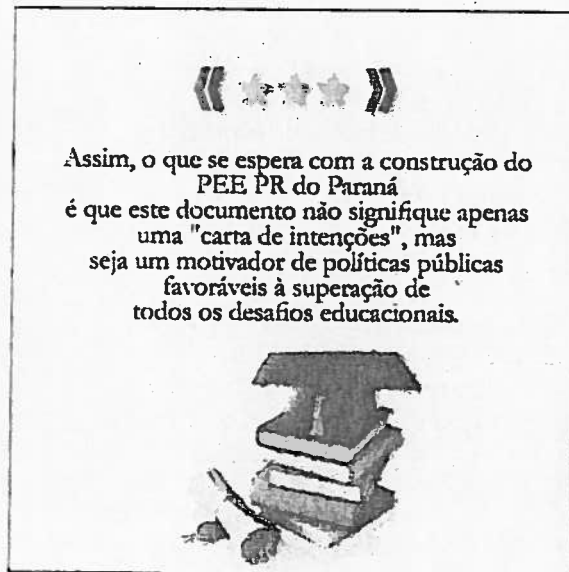 Assim, o que se espera com a construção do
PEE PR do Paraná
é que este documento não signifique apenas
uma "carta de intenções", mas
seja um motivador de políticas públicas
favoráveis à superação de
todos os desafios educacionais.